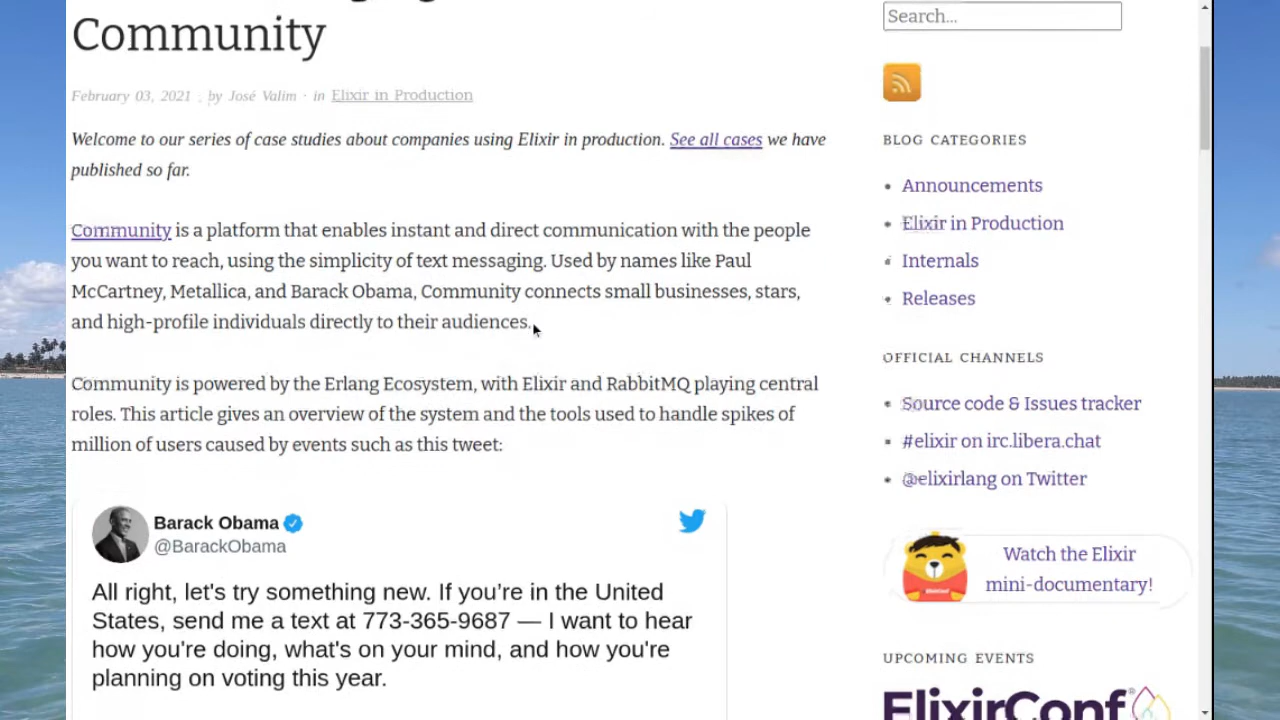 Community
February 03, 2021 · by José Valim · in Elixir in Production
Welcome to our series of case studies about companies using Elixir in production. See all cases we have
published so far.
Community is a platform that enables instant and direct communication with the people
you want to reach, using the simplicity of text messaging. Used by names like Paul
McCartney, Metallica, and Barack Obama, Community connects small businesses, stars,
and high-profile individuals directly to their audiences.
Community is powered by the Erlang Ecosystem, with Elixir and RabbitMQ playing central
roles. This article gives an overview of the system and the tools used to handle spikes of
million of users caused by events such as this tweet:
Barack Obama
@BarackObama
All right, let's try something new. If you're in the United
States, send me a text at 773-365-9687 — I want to hear
how you're doing, what's on your mind, and how you're
planning on voting this year.
Search...
BLOG CATEGORIES
Announcements
Elixir in Production
Internals
Releases
OFFICIAL CHANNELS
Source code & Issues tracker
#elixir on irc.libera.chat
@elixirlang on Twitter
Watch the Elixir
mini-documentary!
UPCOMING EVENTS
ElixirConf®